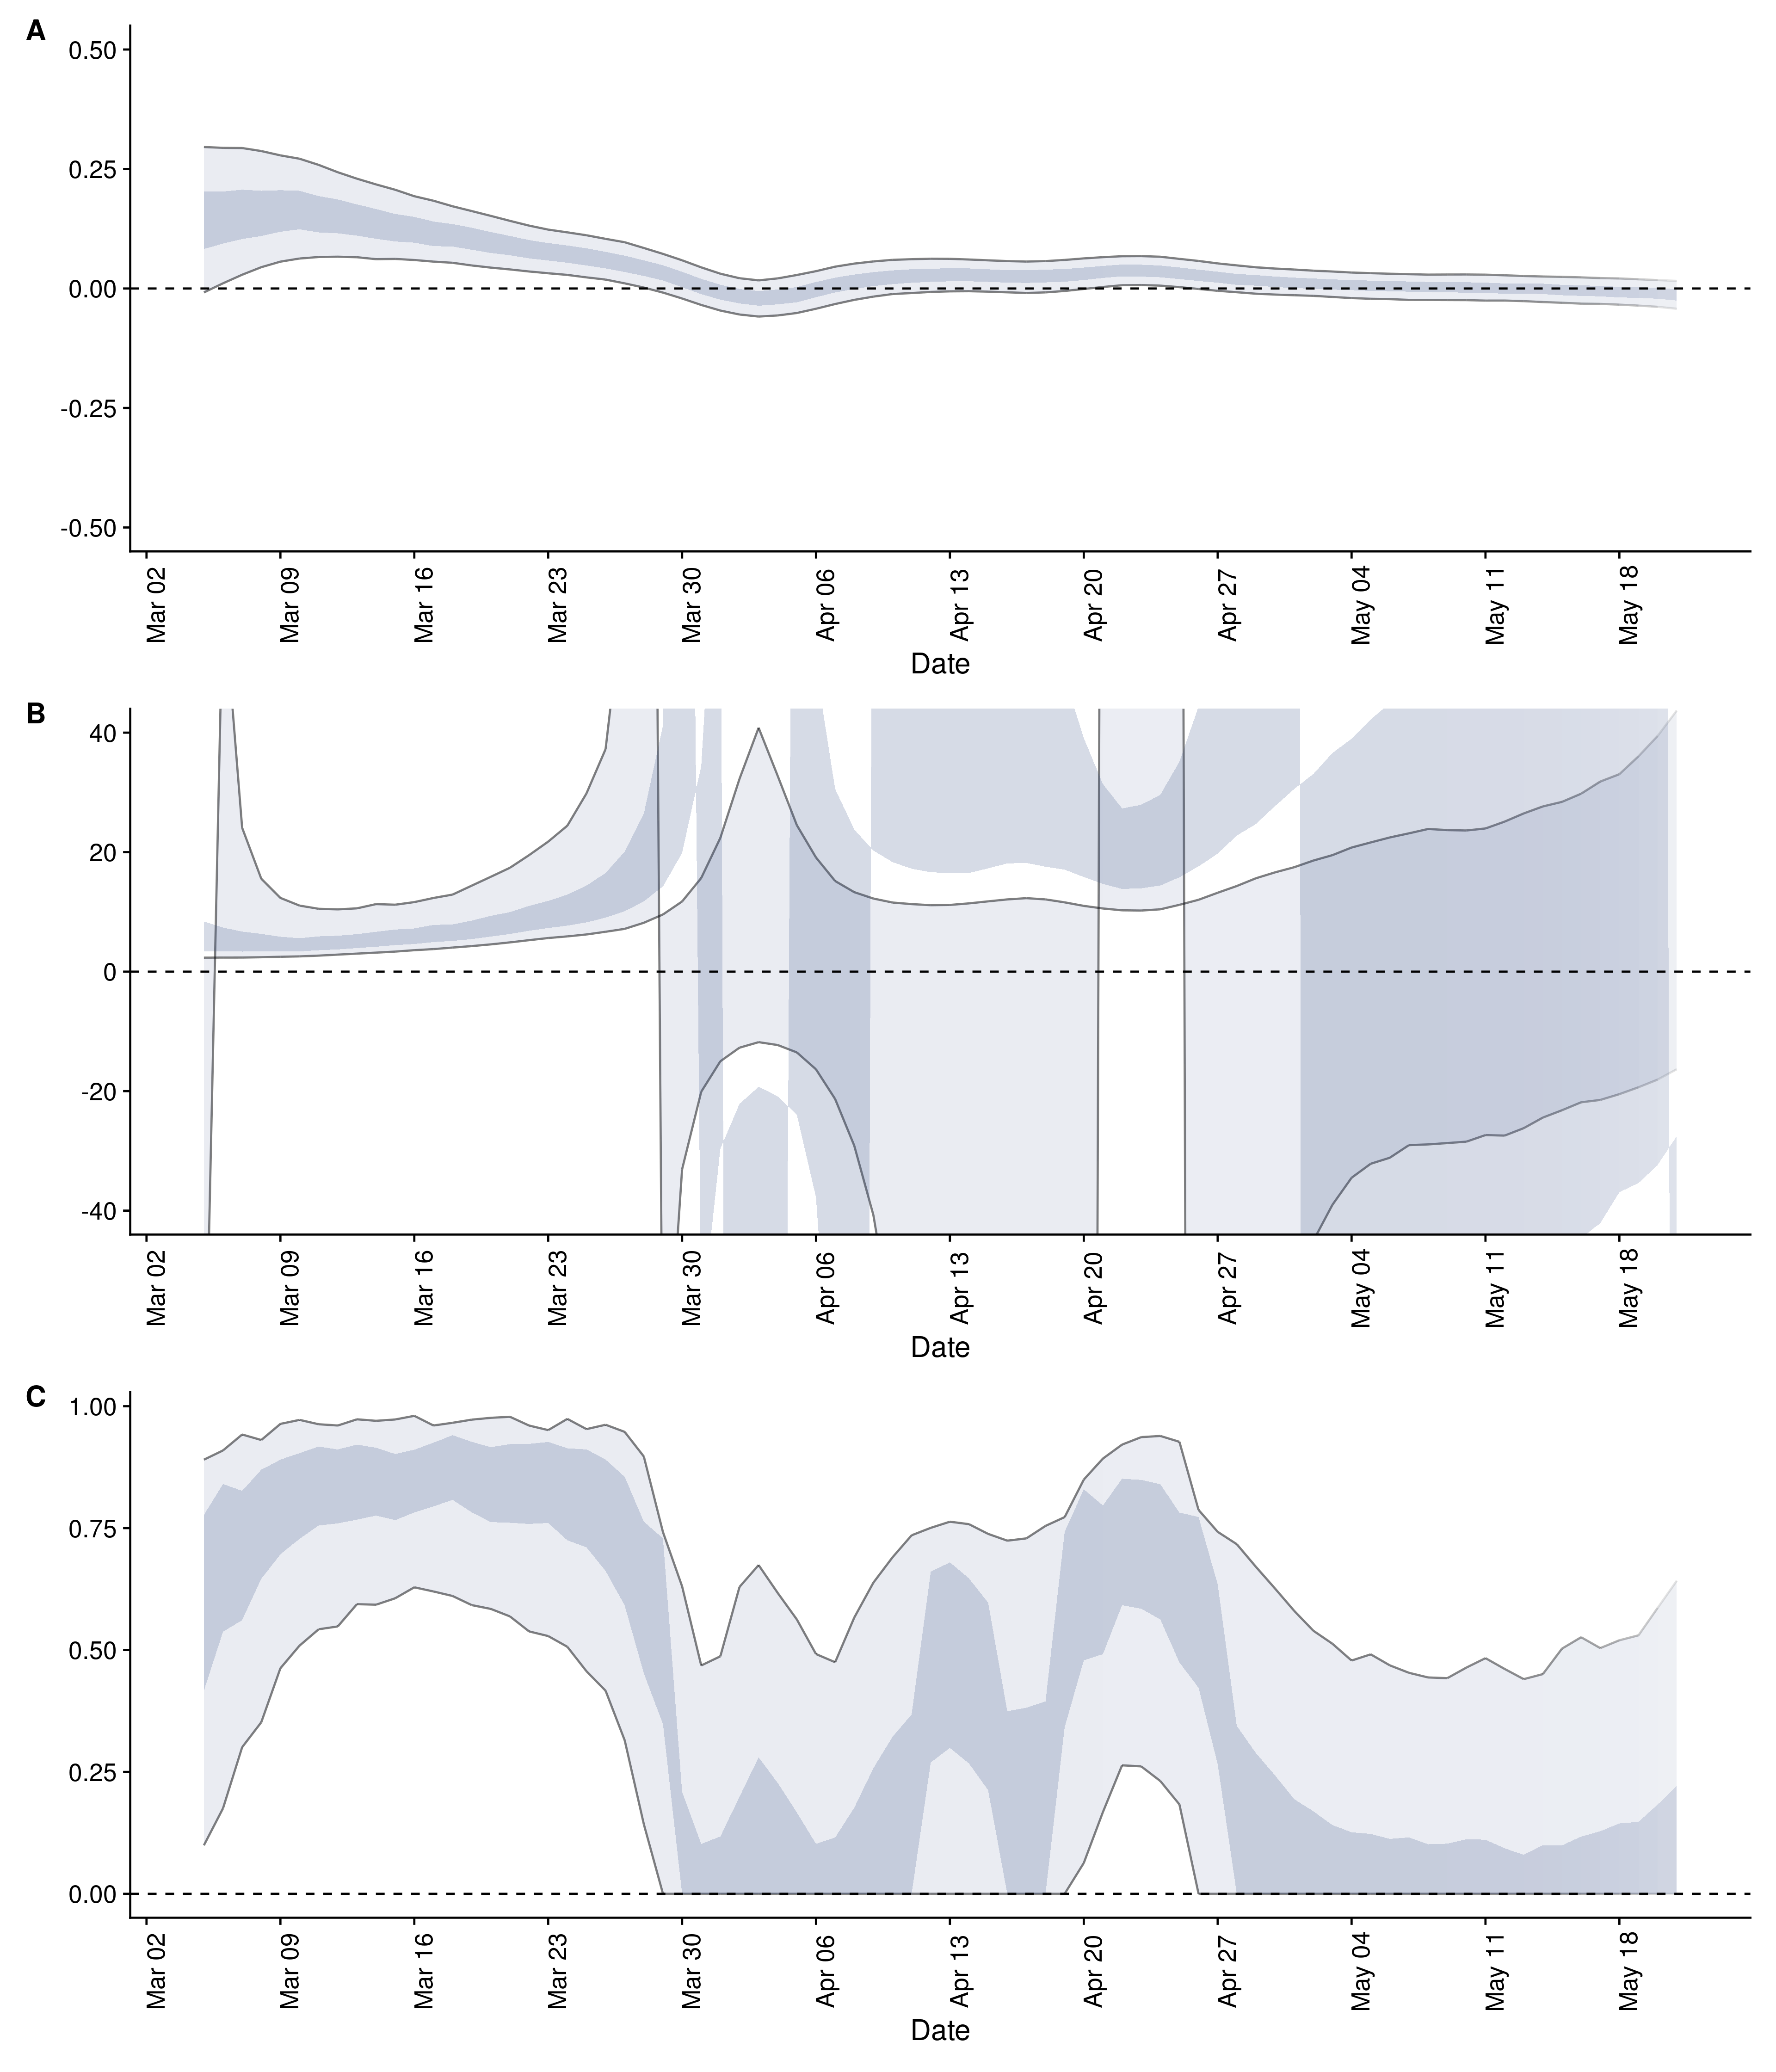 A
0.50
0.25
0.00
-0.25
-0.50
Mar 02
Mar 09
Mar 16
Mar 23
Mar 30
Apr 06
Apr 13
Apr 20
Apr 27
May 04
May 11
May 18
Date
B
40
20
0
-20
-40
Mar 02
Mar 09
Mar 16
Mar 23
Mar 30
Apr 06
Apr 13
Apr 20
Apr 27
May 04
May 11
May 18
Date
C
1.00
0.75
0.50
0.25
0.00
Mar 02
Mar 09
Mar 16
Mar 23
Mar 30
Apr 06
Apr 13
Apr 20
Apr 27
May 04
May 11
May 18
Date